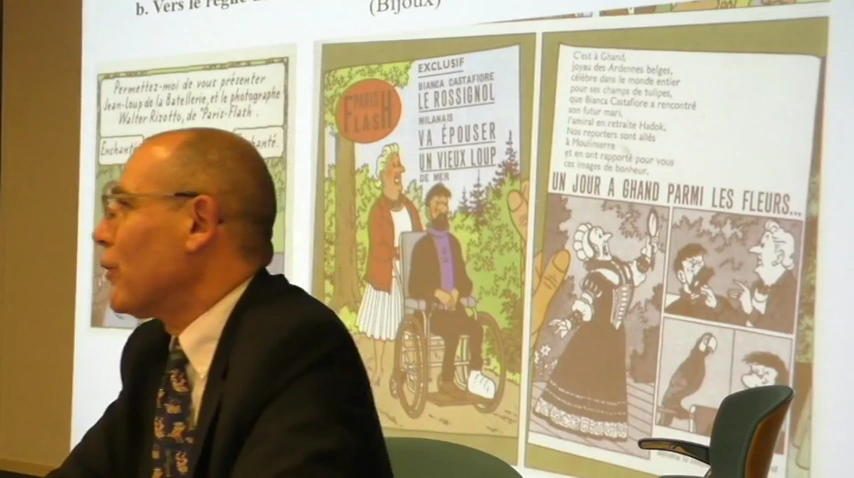 b. Vers le règne
(Bijoux)
Permettez-moi de vous présenter
Jean-Loup de la Batellerie, et le photographe
Walter Rizotto, de "Paris-Flash".
Enchanté
chanté.
PARIS
FLASH
EXCLUSIF
BIANCA CASTAFIORE
LE ROSSIGNOL
MILANAIS
VA ÉPOUSER
UN VIEUX LOUP
DE MER
C'est à Ghand,
joyau des Ardennes belges,
célèbre dans le monde entier
pour ses champs de tulipes,
que Bianca Castafiore a rencontré
son futur mari,
l'amiral en retraite Hadok.
Nos reporters sont allés
à Moulinserre
et en ont rapporté pour vous
ces images de bonheur.
UN JOUR A GHAND PARMI LES FLEURS...